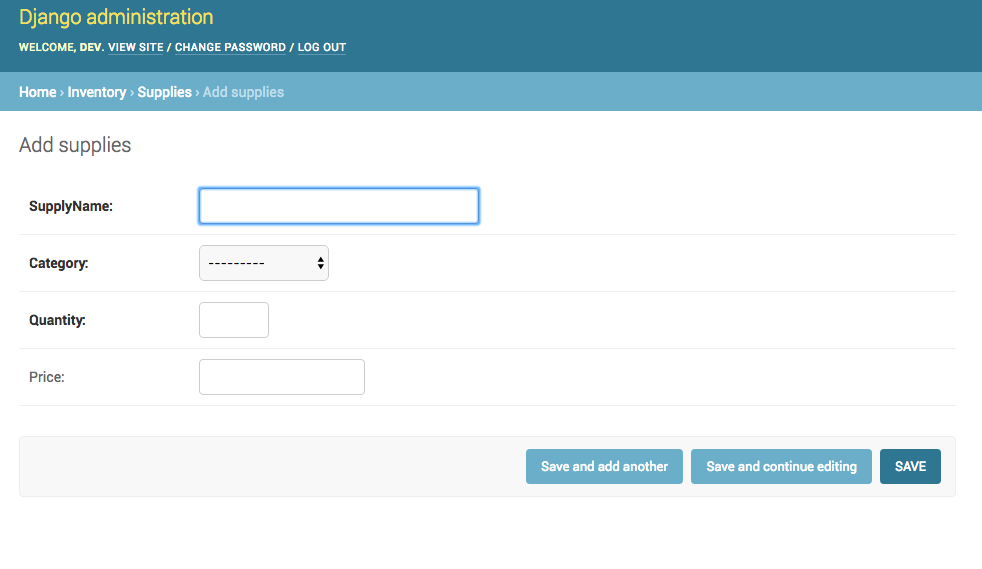 Django administration
WELCOME, DEV. VIEW SITE / CHANGE PASSWORD / LOG OUT
Home › Inventory › Supplies › Add supplies
Add supplies
SupplyName:
Category: ---------
Quantity:
Price:
Save and add another Save and continue editing SAVE